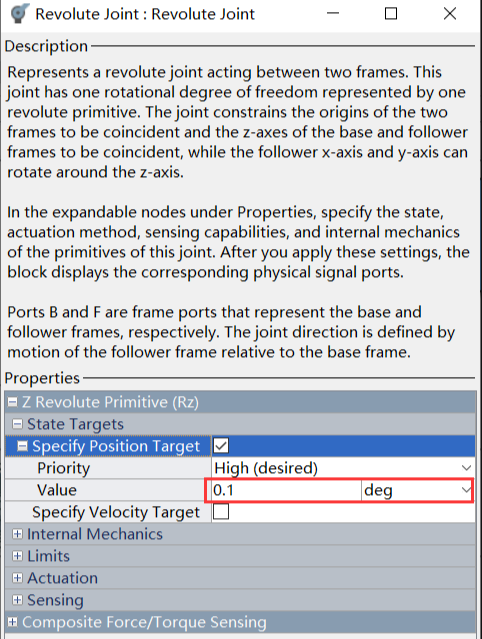 Revolute Joint : Revolute Joint
Description
Represents a revolute joint acting between two frames. This
joint has one rotational degree of freedom represented by one
revolute primitive. The joint constrains the origins of the two
frames to be coincident and the z-axes of the base and follower
frames to be coincident, while the follower x-axis and y-axis can
rotate around the z-axis.
In the expandable nodes under Properties, specify the state,
actuation method, sensing capabilities, and internal mechanics
of the primitives of this joint. After you apply these settings, the
block displays the corresponding physical signal ports.
Ports B and F are frame ports that represent the base and
follower frames, respectively. The joint direction is defined by
motion of the follower frame relative to the base frame.
Properties
Z Revolute Primitive (Rz)
State Targets
Specify Position Target
Priority High (desired)
Value 0.1 deg
Specify Velocity Target
Internal Mechanics
Limits
Actuation
Sensing
Composite Force/Torque Sensing